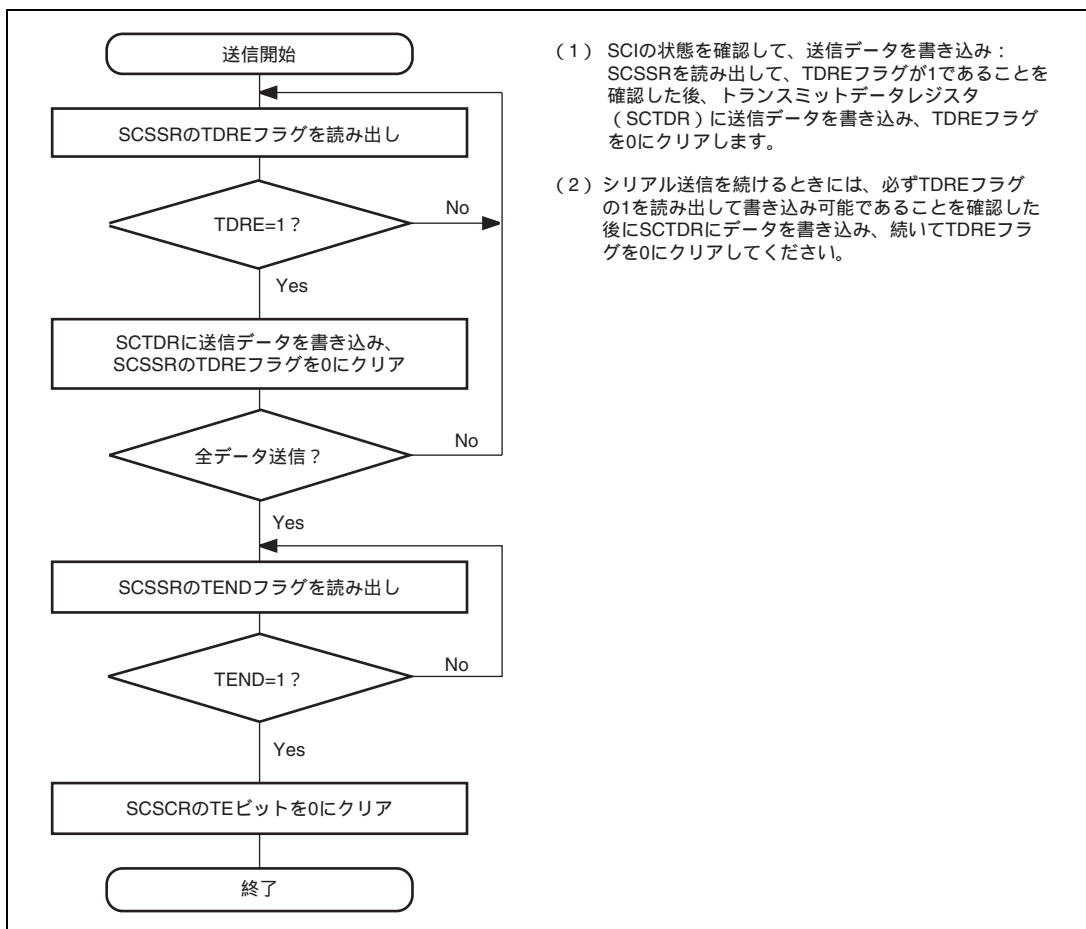 送信開始
SCSSRのTDREフラグを読み出し
TDRE=1？
No
Yes
SCTDRに送信データを書き込み、
SCSSRのTDREフラグを0にクリア
全データ送信？
No
Yes
SCSSRのTENDフラグを読み出し
TEND=1？
No
Yes
SCSCRのTEビットを0にクリア
終了
（1） SCIの状態を確認して、送信データを書き込み：
SCSSRを読み出して、TDREフラグが1であることを
確認した後、トランスミットデータレジスタ
（SCTDR）に送信データを書き込み、TDREフラグ
を0にクリアします。
（2）シリアル送信を続けるときには、必ずTDREフラグ
の1を読み出して書き込み可能であることを確認した
後にSCTDRにデータを書き込み、続いてTDREフラ
グを0にクリアしてください。